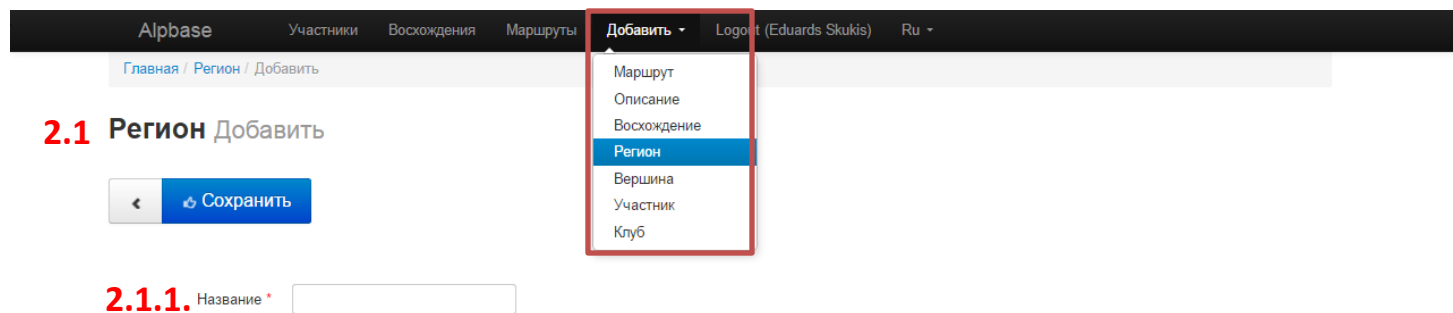 Alpbase Участники Восхождения Маршруты Добавить Logout (Eduards Skukis) Ru
Главная / Регион / Добавить
Маршрут
Описание
Восхождение
Регион
Вершина
Участник
Клуб
2.1 Регион Добавить
Сохранить
2.1.1. Название *